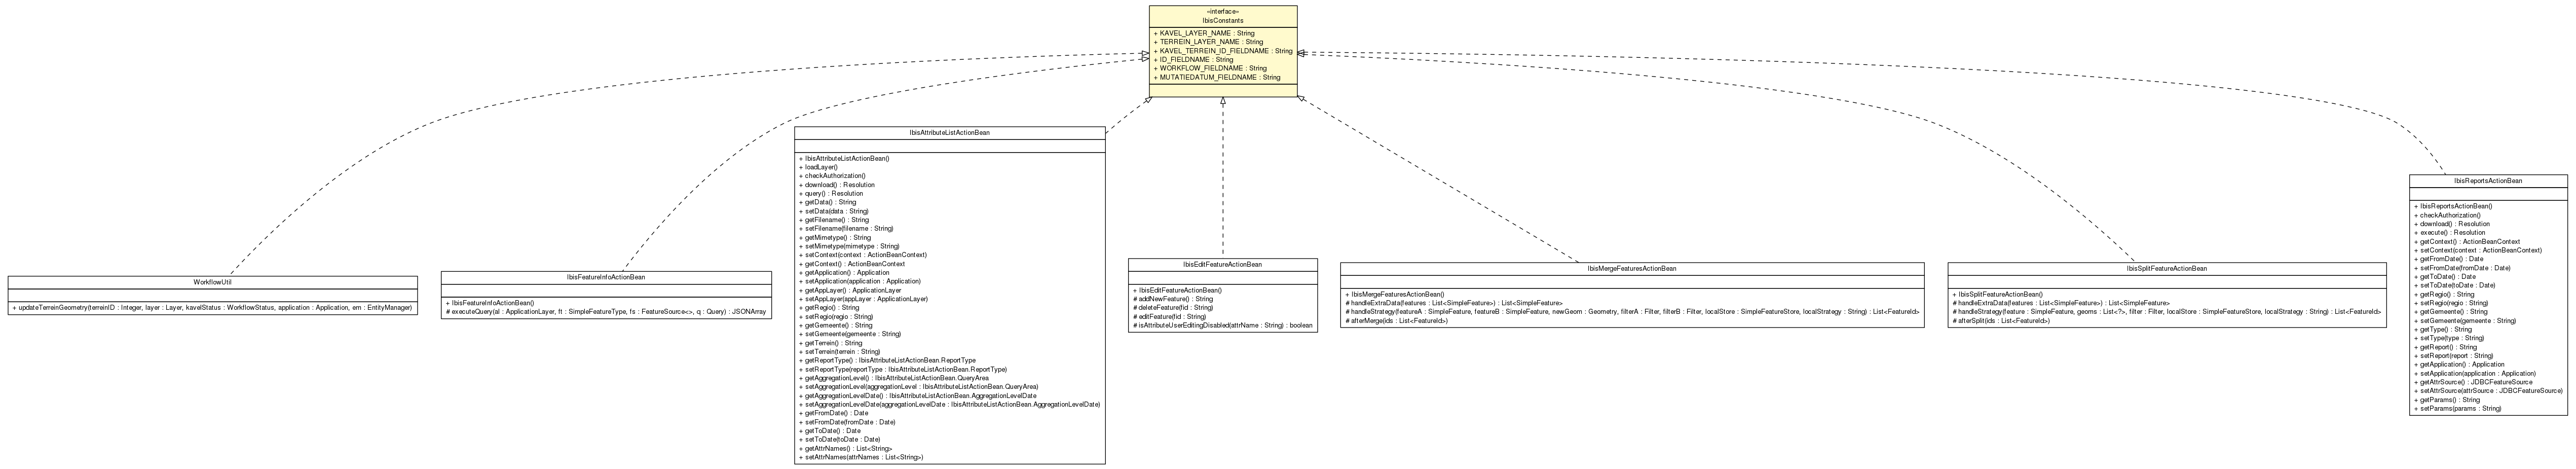 «interface»
IbisConstants
+ KAVEL_LAYER_NAME : String
+ TERREIN_LAYER_NAME : String
+ KAVEL_TERREIN_ID_FIELDNAME : String
+ ID_FIELDNAME : String
+ WORKFLOW_FIELDNAME : String
+ MUTATIEDATUM_FIELDNAME : String
WorkflowUtil
+ updateTerreinGeometry(terreinID : Integer, layer : Layer, kavelStatus : WorkflowStatus, application : Application, em : EntityManager)
IbisFeatureInfoActionBean
+ IbisFeatureInfoActionBean()
# executeQuery(al : ApplicationLayer, ft : SimpleFeatureType, fs : FeatureSource<>, q : Query) : JSONArray
IbisAttributeListActionBean
+ IbisAttributeListActionBean()
+ loadLayer()
+ checkAuthorization()
+ download() : Resolution
+ query() : Resolution
+ getData() : String
+ setData(data : String)
+ getFilename() : String
+ setFilename(filename : String)
+ getMimetype() : String
+ setMimetype(mimetype : String)
+ setContext(context : ActionBeanContext)
+ getContext() : ActionBeanContext
+ getApplication() : Application
+ setApplication(application : Application)
+ getAppLayer() : ApplicationLayer
+ setAppLayer(appLayer : ApplicationLayer)
+ getRegio() : String
+ setRegio(regio : String)
+ getGemeente() : String
+ setGemeente(gemeente : String)
+ getTerrein() : String
+ setTerrein(terrein : String)
+ getReportType() : IbisAttributeListActionBean.ReportType
+ setReportType(reportType : IbisAttributeListActionBean.ReportType)
+ getAggregationLevel() : IbisAttributeListActionBean.QueryArea
+ setAggregationLevel(aggregationLevel : IbisAttributeListActionBean.QueryArea)
+ getAggregationLevelDate() : IbisAttributeListActionBean.AggregationLevelDate
+ setAggregationLevelDate(aggregationLevelDate : IbisAttributeListActionBean.AggregationLevelDate)
+ getFromDate() : Date
+ setFromDate(fromDate : Date)
+ getToDate() : Date
+ setToDate(toDate : Date)
+ getAttrNames() : List<String>
+ setAttrNames(attrNames : List<String>)
IbisEditFeatureActionBean
+ IbisEditFeatureActionBean()
# addNewFeature() : String
# deleteFeature(fid : String)
# editFeature(fid : String)
# isAttributeUserEditingDisabled(attrName : String) : boolean
IbisMergeFeaturesActionBean
+ IbisMergeFeaturesActionBean()
# handleExtraData(features : List<SimpleFeature>) : List<SimpleFeature>
# handleStrategy(featureA : SimpleFeature, featureB : SimpleFeature, newGeom : Geometry, filterA : Filter, filterB : Filter, localStore : SimpleFeatureStore, localStrategy : String) : List<FeatureId>
# afterMerge(ids : List<FeatureId>)
IbisSplitFeatureActionBean
+ IbisSplitFeatureActionBean()
# handleExtraData(features : List<SimpleFeature>) : List<SimpleFeature>
# handleStrategy(feature : SimpleFeature, geoms : List<?>, filter : Filter, localStore : SimpleFeatureStore, localStrategy : String) : List<FeatureId>
# afterSplit(ids : List<FeatureId>)
IbisReportsActionBean
+ IbisReportsActionBean()
+ checkAuthorization()
+ download() : Resolution
+ execute() : Resolution
+ getContext() : ActionBeanContext
+ setContext(context : ActionBeanContext)
+ getFromDate() : Date
+ setFromDate(fromDate : Date)
+ getToDate() : Date
+ setToDate(toDate : Date)
+ getRegio() : String
+ setRegio(regio : String)
+ getGemeente() : String
+ setGemeente(gemeente : String)
+ getType() : String
+ setType(type : String)
+ getReport() : String
+ setReport(report : String)
+ getApplication() : Application
+ setApplication(application : Application)
+ getAttrSource() : JDBCFeatureSource
+ setAttrSource(attrSource : JDBCFeatureSource)
+ getParams() : String
+ setParams(params : String)